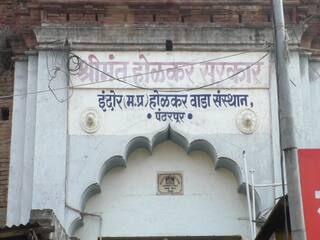 श्रीमंत होळकर सरकार
इंदोर (म.प्र) होळकर वाडा संस्थान,
• पंढरपुर •